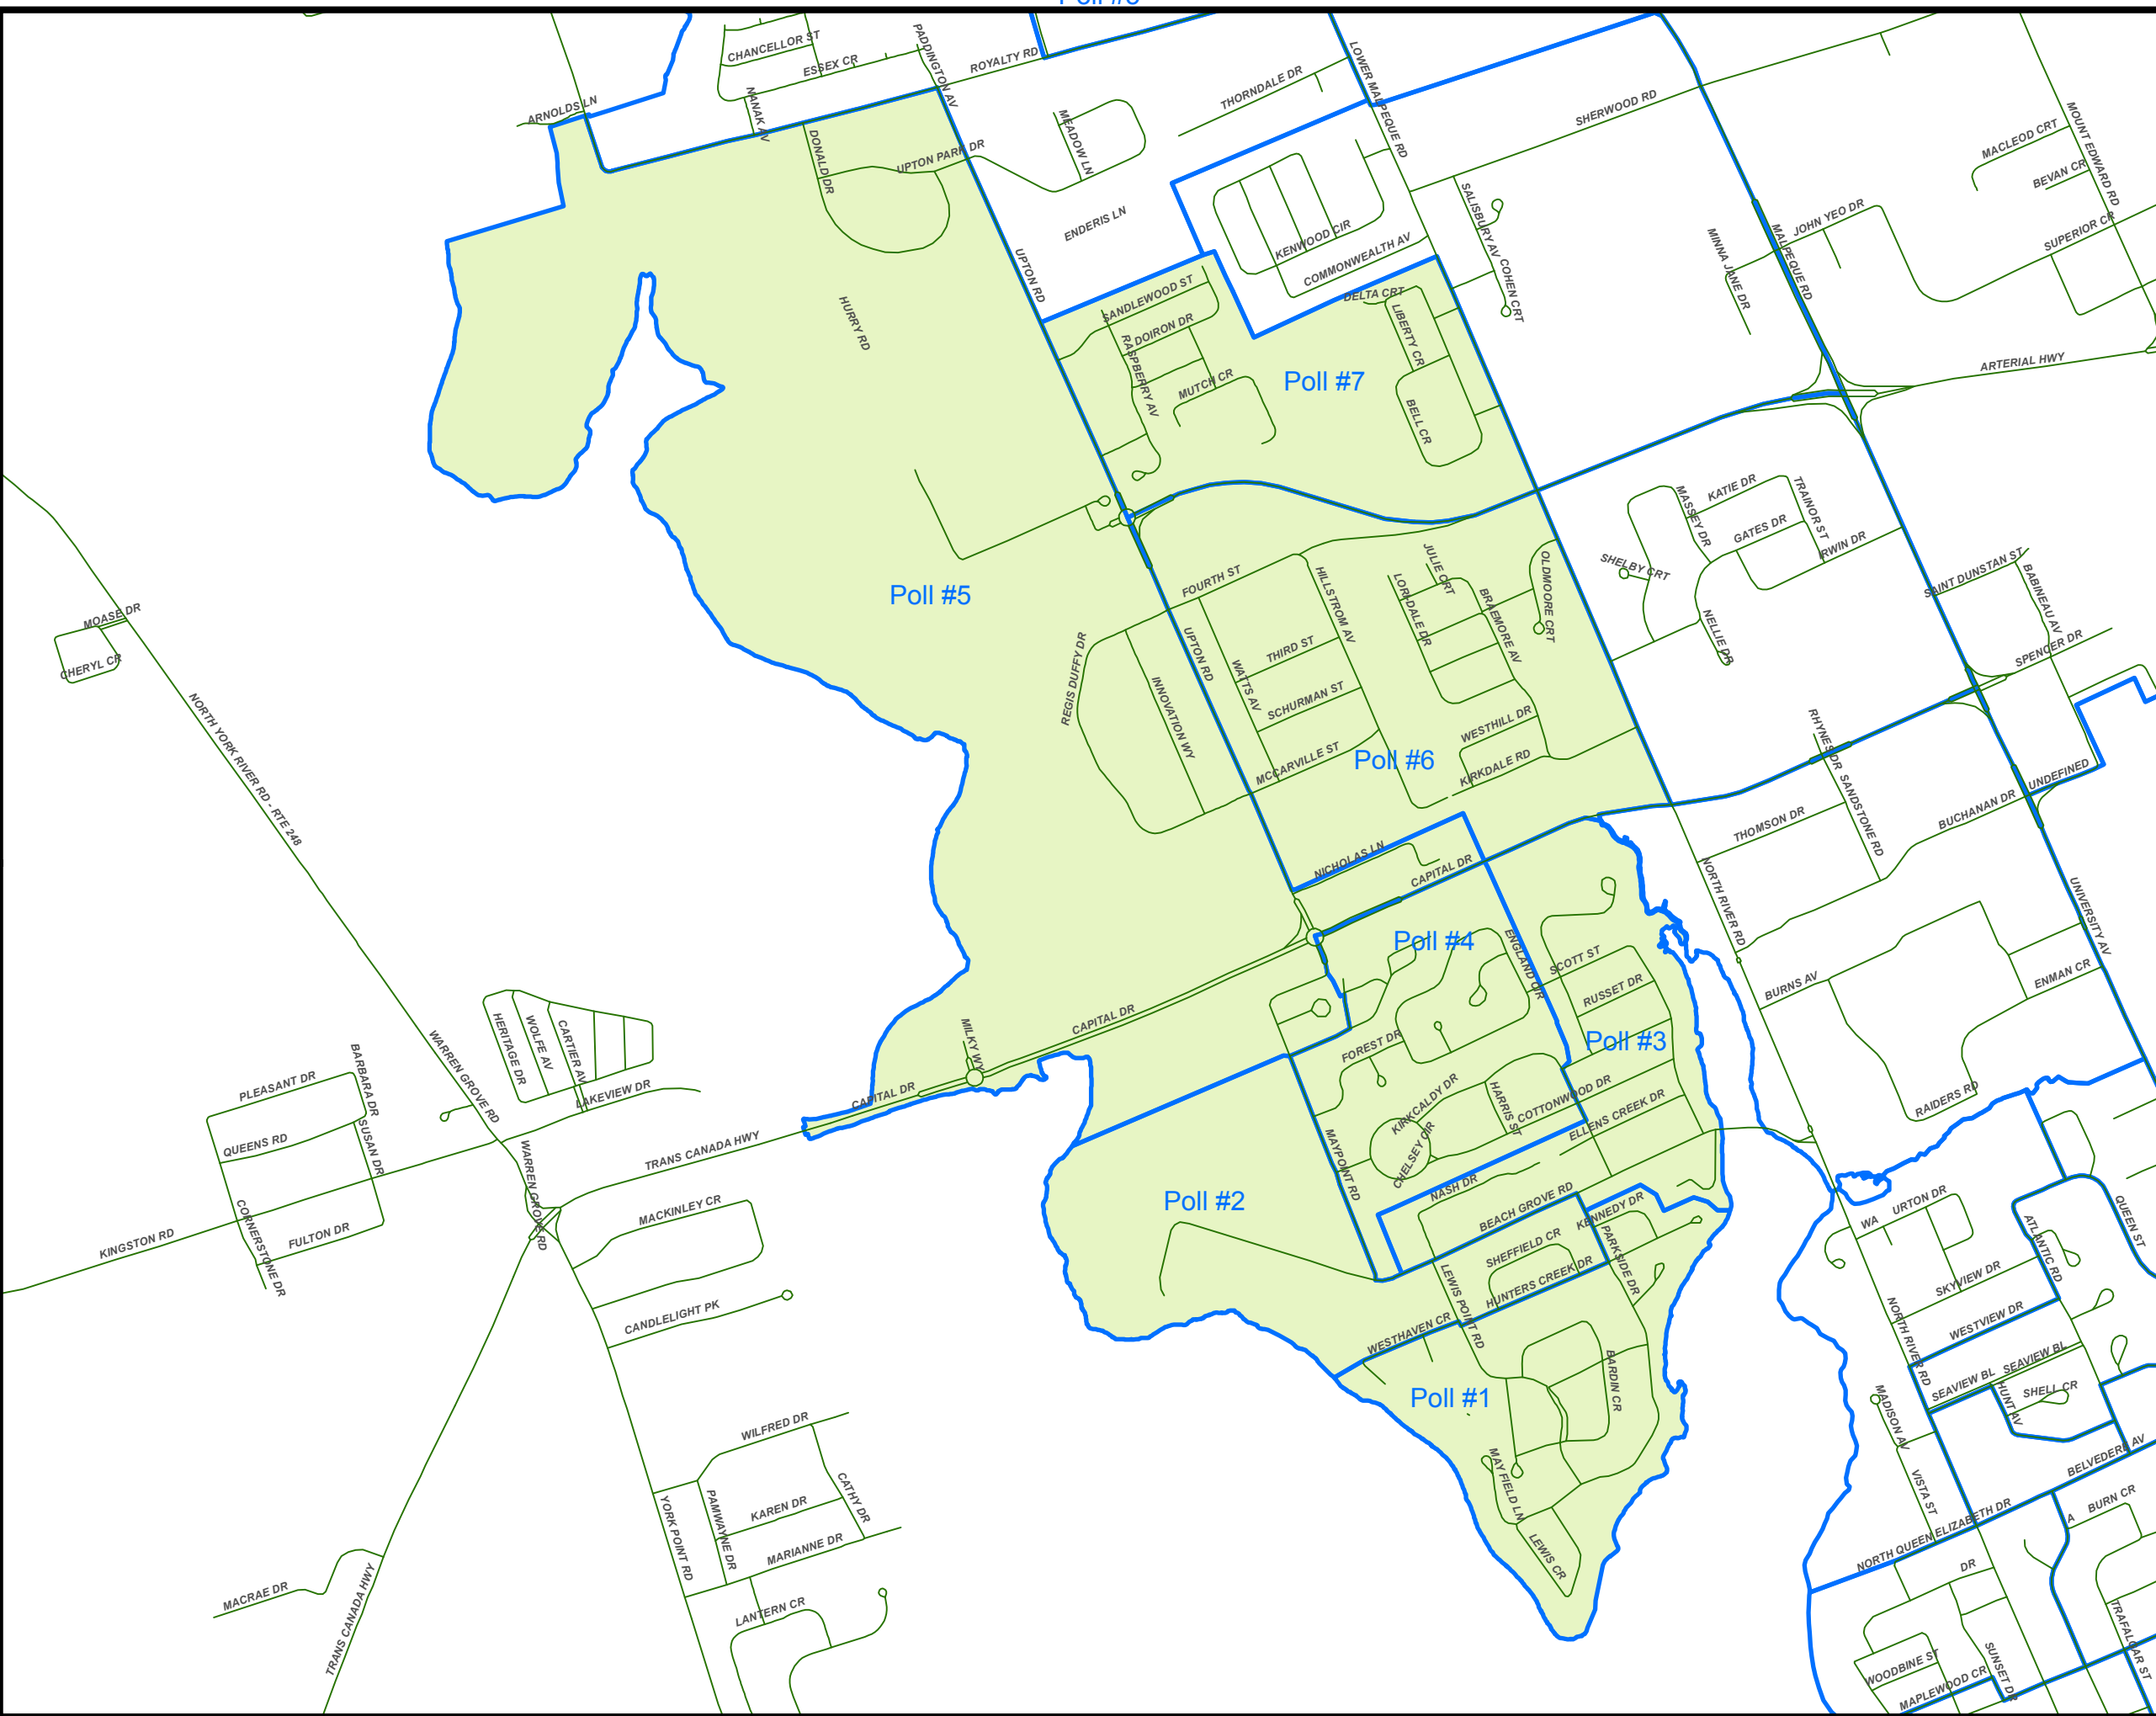 CHANCELLOR ST
ESSEX CR
PADDINGTON AV
ROYALTY RD
ARNOLDS LN
NANAK AV
DONALD DR
UPTON PARK DR
MEADOW LN
THORNDALE DR
LOWER MALPEQUE RD
SHERWOOD RD
MOUNT EDWARD RD
MACLEOD CRT
BEVAN CR
SUPERIOR CR
JOHN YEO DR
MALPEQUE RD
MINNA JANE DR
SALISBURY AV
COHEN CRT
ENDERIS LN
KENWOOD CIR
COMMONWEALTH AV
UPTON RD
HURRY RD
SANDLEWOOD ST
DOIRON DR
RASPBERRY AV
MUTCH CR
DELTA CRT
LIBERTY CR
BELL CR
Poll #7
ARTERIAL HWY
KATIE DR
MASSEY DR
TRAINOR ST
GATES DR
IRWIN DR
SHELBY CRT
NELLIE DR
SAINT DUNSTAN ST
BABINEAU AV
SPENCER DR
Poll #5
FOURTH ST
HILLSTROM AV
JULIE CRT
LORI-DALE DR
BRAEMORE AV
OLDMOORE CRT
REGIS DUFFY DR
INNOVATION WY
UPTON RD
WATTS AV
THIRD ST
SCHURMAN ST
MCCARVILLE ST
WESTHILL DR
KIRKDALE RD
Poll #6
MOASE DR
CHERYL CR
NORTH YORK RIVER RD - RTE 248
RHYNES DR
SANDSTONE RD
THOMSON DR
BUCHANAN DR
UNDEFINED
NICHOLAS LN
CAPITAL DR
NORTH RIVER RD
UNIVERSITY AV
Poll #4
ENGLAND CIR
SCOTT ST
RUSSET DR
BURNS AV
ENMAN CR
Poll #3
FOREST DR
RAIDERS RD
CAPITAL DR
MILKY WY
CAPITAL DR
HERITAGE DR
WOLFE AV
CARTIER AV
LAKEVIEW DR
WARREN GROVE RD
PLEASANT DR
BARBARA DR
QUEENS RD
SUSAN DR
TRANS CANADA HWY
WARREN GROVE RD
KIRKCALDY DR
HARRIS ST
COTTONWOOD DR
ELLENS CREEK DR
CHELSEY CIR
MAYPOINT RD
NASH DR
BEACH GROVE RD
KENNEDY DR
Poll #2
MACKINLEY CR
CORNERSTONE DR
FULTON DR
KINGSTON RD
SHEFFIELD CR
PARKSIDE DR
HUNTERS CREEK DR
LEWIS POINT RD
WESTHAVEN CR
CANDLELIGHT PK
WA
URTON DR
ATLANTIC RD
QUEEN ST
SKYVIEW DR
WESTVIEW DR
NORTH RIVER RD
SEAVIEW BL
SEAVIEW BL
SHELL CR
HUNT AV
MADISON AV
BELVEDERE AV
Poll #1
BARDIN CR
MAY FIELD LN
LEWIS CR
WILFRED DR
CATHY DR
KAREN DR
PAMWAYNE DR
MARIANNE DR
YORK POINT RD
LANTERN CR
MACRAE DR
TRANS CANADA HWY
VISTA ST
NORTH QUEEN ELIZABETH DR
BURN CR
A
DR
TRAFALGAR ST
WOODBINE ST
MAPLEWOOD CR
SUNSET DR